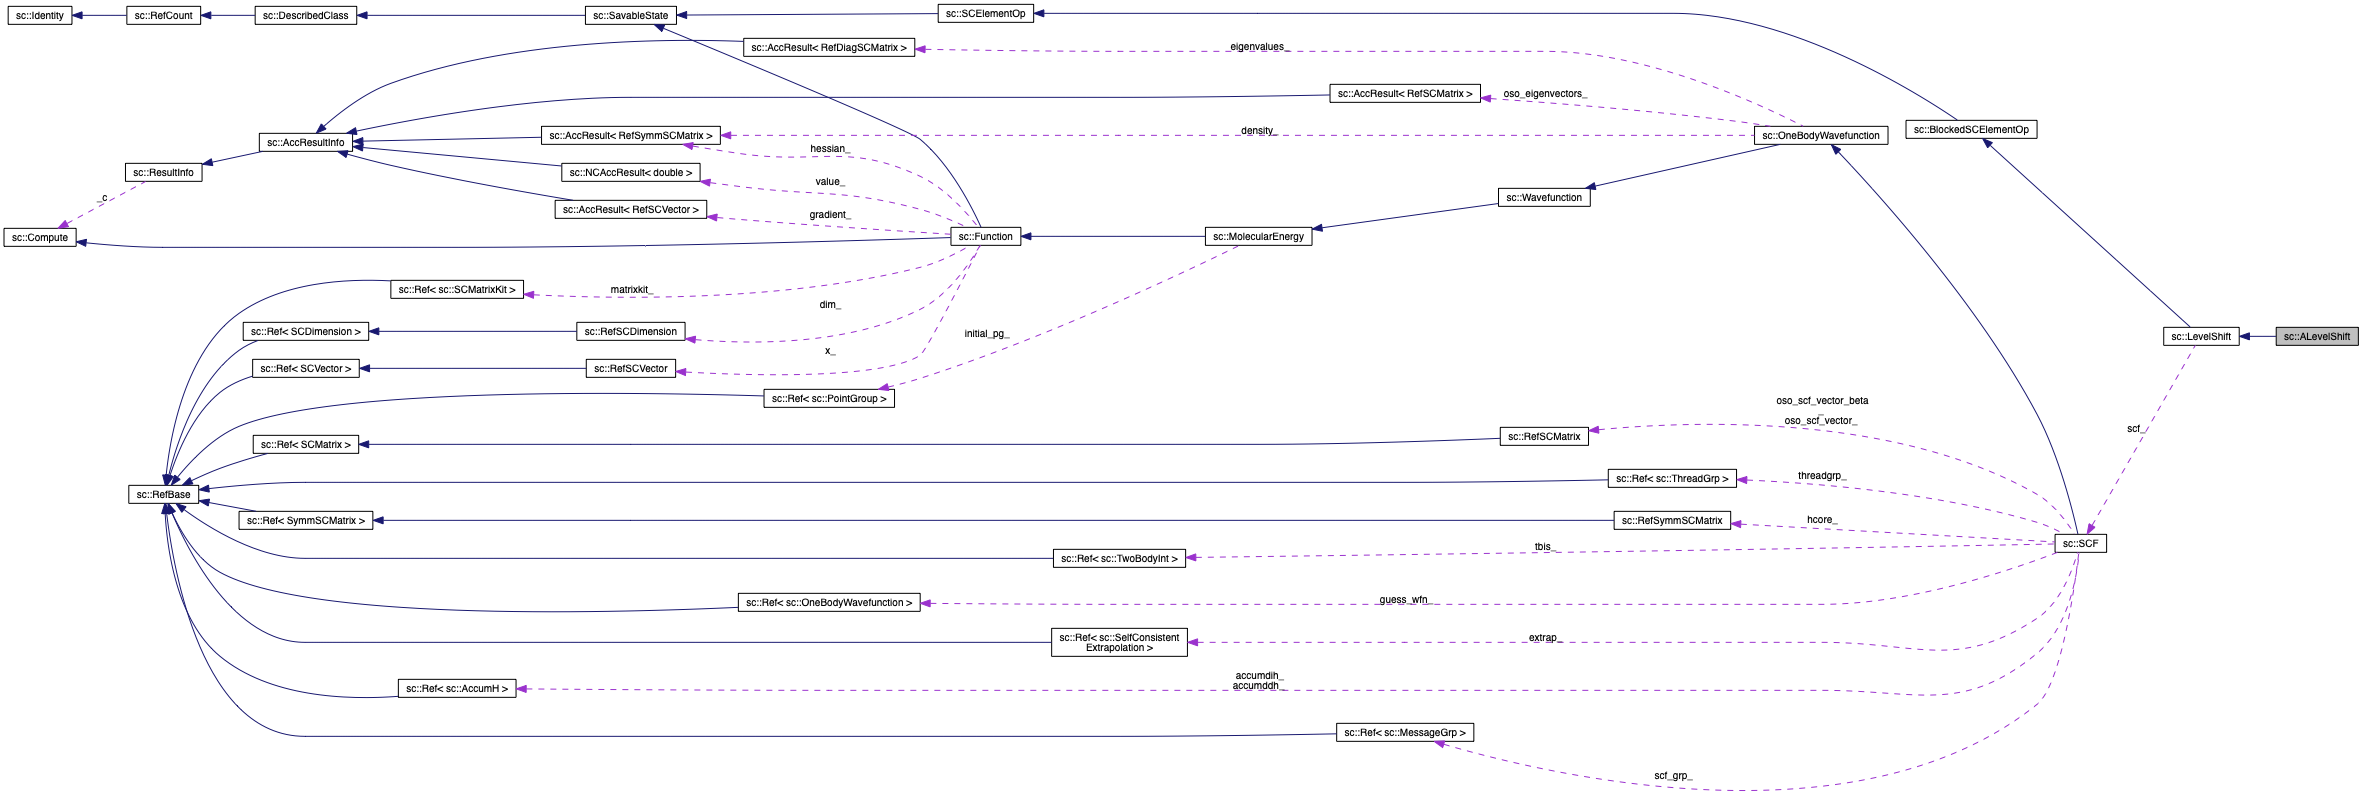 sc::Identity
sc::RefCount
sc::DescribedClass
sc::SavableState
sc::SCElementOp
sc::AccResult< RefDiagSCMatrix >
eigenvalues_
sc::AccResult< RefSCMatrix >
oso_eigenvectors_
sc::AccResultInfo
sc::AccResult< RefSymmSCMatrix >
density_
sc::OneBodyWavefunction
sc::BlockedSCElementOp
hessian_
sc::ResultInfo
sc::NCAccResult< double >
value_
_c
sc::Wavefunction
sc::AccResult< RefSCVector >
gradient_
sc::Compute
sc::Function
sc::MolecularEnergy
sc::Ref< sc::SCMatrixKit >
matrixkit_
dim_
sc::Ref< SCDimension >
sc::RefSCDimension
initial_pg_
sc::LevelShift
sc::ALevelShift
x_
sc::Ref< SCVector >
sc::RefSCVector
sc::Ref< sc::PointGroup >
oso_scf_vector_beta
_
oso_scf_vector_
scf_
sc::Ref< SCMatrix >
sc::RefSCMatrix
sc::RefBase
sc::Ref< sc::ThreadGrp >
threadgrp_
sc::Ref< SymmSCMatrix >
sc::RefSymmSCMatrix
hcore_
sc::SCF
sc::Ref< sc::TwoBodyInt >
tbis_
sc::Ref< sc::OneBodyWavefunction >
guess_wfn_
sc::Ref< sc::SelfConsistent
Extrapolation >
extrap_
sc::Ref< sc::AccumH >
accumdih_
accumddh_
sc::Ref< sc::MessageGrp >
scf_grp_